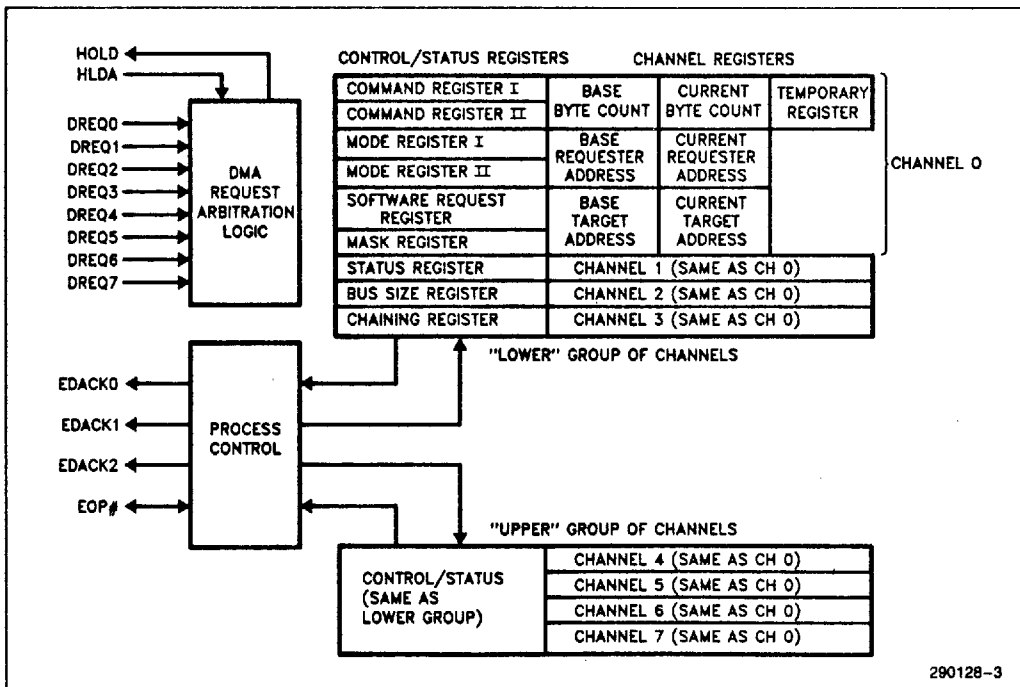 HOLD
HLDA
DREQ0
DREQ1
DREQ2
DREQ3
DREQ4
DREQ5
DREQ6
DREQ7
DMA
REQUEST
ARBITRATION
LOGIC
CONTROL/STATUS REGISTERS
CHANNEL REGISTERS
COMMAND REGISTER I
COMMAND REGISTER II
MODE REGISTER I
MODE REGISTER II
SOFTWARE REQUEST
REGISTER
MASK REGISTER
STATUS REGISTER
BUS SIZE REGISTER
CHAINING REGISTER
BASE
BYTE COUNT
CURRENT
BYTE COUNT
TEMPORARY
REGISTER
BASE
REQUESTER
ADDRESS
CURRENT
REQUESTER
ADDRESS
BASE
TARGET
ADDRESS
CURRENT
TARGET
ADDRESS
CHANNEL 0
CHANNEL 1 (SAME AS CH 0)
CHANNEL 2 (SAME AS CH 0)
CHANNEL 3 (SAME AS CH 0)
"LOWER" GROUP OF CHANNELS
EDACK0
EDACK1
EDACK2
EOP#
PROCESS
CONTROL
"UPPER" GROUP OF CHANNELS
CONTROL/STATUS
(SAME AS
LOWER GROUP)
CHANNEL 4 (SAME AS CH 0)
CHANNEL 5 (SAME AS CH 0)
CHANNEL 6 (SAME AS CH 0)
CHANNEL 7 (SAME AS CH 0)
290128-3